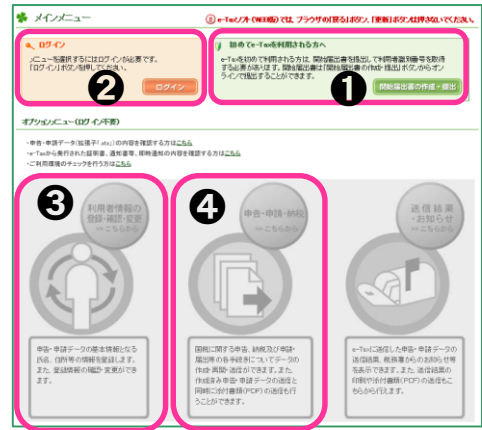 メインメニュー
e-Taxソフト(WEB版)では、ブラウザの「戻る」ボタン、「更新」ボタンは押さないでください。
ログイン
メニューを選択するにはログインが必要です。
「ログイン」ボタンを押してください。
2
ログイン
初めてe-Taxを利用される方へ
e-Taxを初めて利用される方は、開始届出書を提出して利用者識別番号を取得
する必要があります。開始届出書は「開始届出書の作成・提出」ボタンからオン
ラインで提出することができます。
1
開始届出書の作成・提出
オプションメニュー(ログイン不要)
・申告・申請データ(拡張子「.xtx」)の内容を確認する方はこちら
・e-Taxから発行された証明書、通知書等、即時通知の内容を確認する方はこちら
・ご利用環境のチェックを行う方はこちら
3
利用者情報の
登録・確認・変更
>>こちらから
申告・申請データの基本情報となる
氏名、住所等の情報を登録します。
また、登録情報の確認・変更ができ
ます。
4
申告・申請・納税
>>こちらから
国税に関する申告、納税及び申請・
届出等の各手続きについてデータの
作成・再開・送信ができます。また、
作成済み申告・申請データの送信と
同時に添付書類(PDF)の送信も行
うことができます。
送信結果
・お知らせ
>>こちらから
e-Taxに送信した申告・申請データの
送信結果、税務署からのお知らせ等
を表示できます。また、送信結果の
印刷や添付書類(PDF)の送信もこ
ちらから行えます。